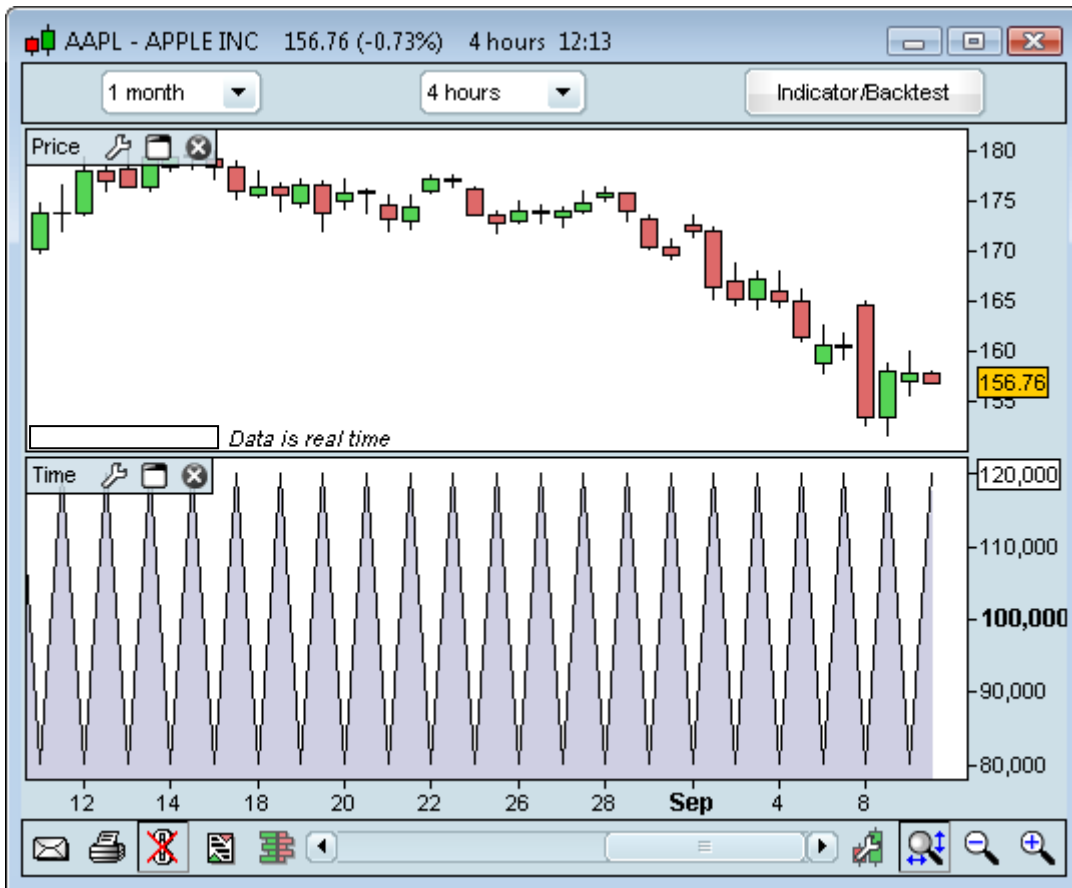 AAPL - APPLE INC 156.76 (-0.73%) 4 hours 12:13
1 month 4 hours Indicator/Backtest
Price
180
175
170
165
160
156.76
155
Data is real time
Time
120,000
110,000
100,000
90,000
80,000
12 14 18 20 22 26 28 Sep 4 8